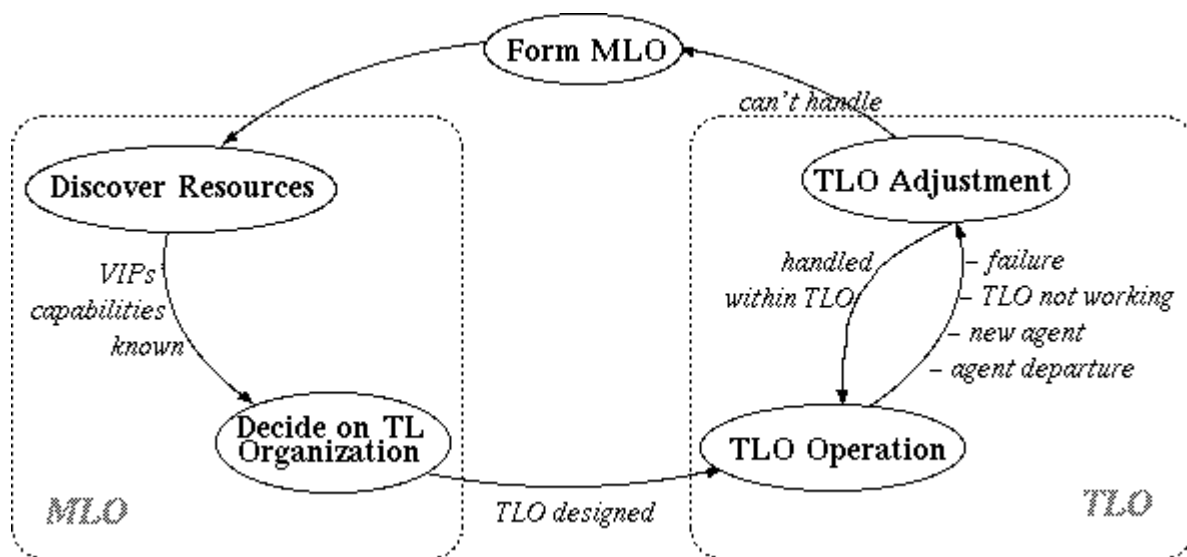 Form MLO
can't handle
Discover Resources
TLO Adjustment
VIPs
capabilities
known
handled
within TLO
– failure
– TLO not working
– new agent
– agent departure
Decide on TL
Organization
TLO Operation
TLO designed
MLO
TLO